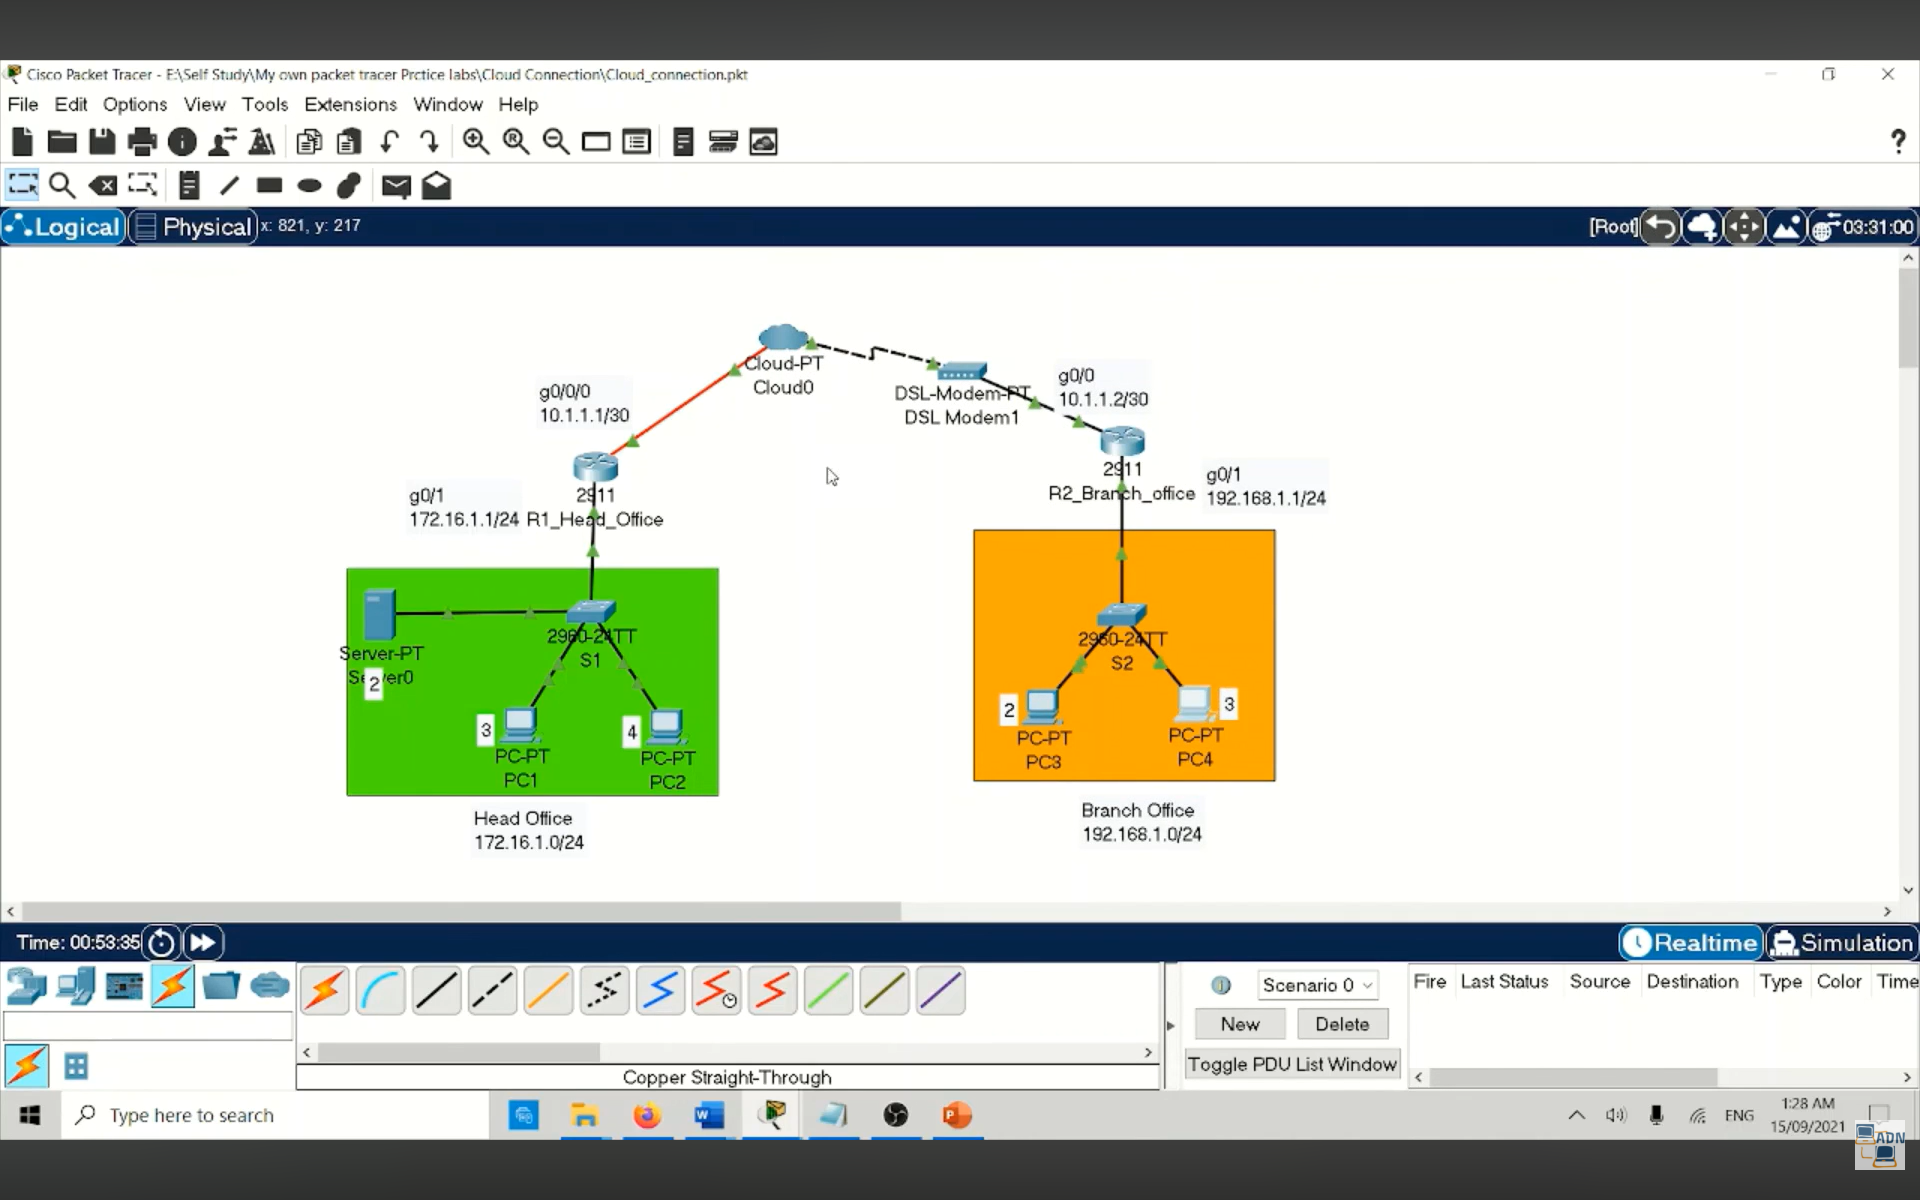 Cisco Packet Tracer - E:\Self Study\My own packet tracer Prctice labs\Cloud Connection\Cloud_connection.pkt
File Edit Options View Tools Extensions Window Help
?
Logical Physical x: 821, y: 217 [Root] 03:31:00
Cloud-PT
Cloud0
DSL-Modem-PT
DSL Modem1
g0/0
10.1.1.2/30
g0/0/0
10.1.1.1/30
2911
R1_Head_Office
g0/1
172.16.1.1/24
2911
R2_Branch_office
g0/1
192.168.1.1/24
Server-PT
Server0
2
2960-24TT
S1
3
PC-PT
PC1
4
PC-PT
PC2
Head Office
172.16.1.0/24
2950-24TT
S2
2
PC-PT
PC3
3
PC-PT
PC4
Branch Office
192.168.1.0/24
Time: 00:53:35 Realtime Simulation
Copper Straight-Through
Scenario 0
New Delete
Toggle PDU List Window
Fire Last Status Source Destination Type Color Time
Type here to search
ENG
1:28 AM
15/09/2021
ADN